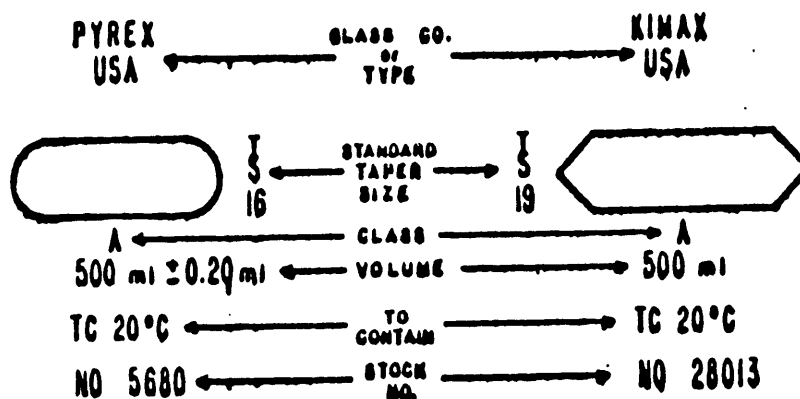 PYREX GLASS CO. KIMAX
USA OR USA
TYPE
T STANDARD T
S TAPER S
16 SIZE 19
A CLASS A
500 ml ±0.20 ml VOLUME 500 ml
TC 20°C TO TC 20°C
CONTAIN
NO 5680 STOCK NO 28013
NO.